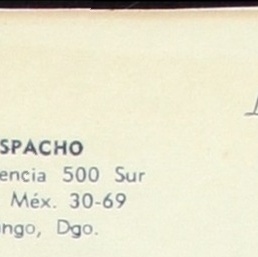 SPACHO
encia 500 Sur
Méx. 30-69
ngo, Dgo.